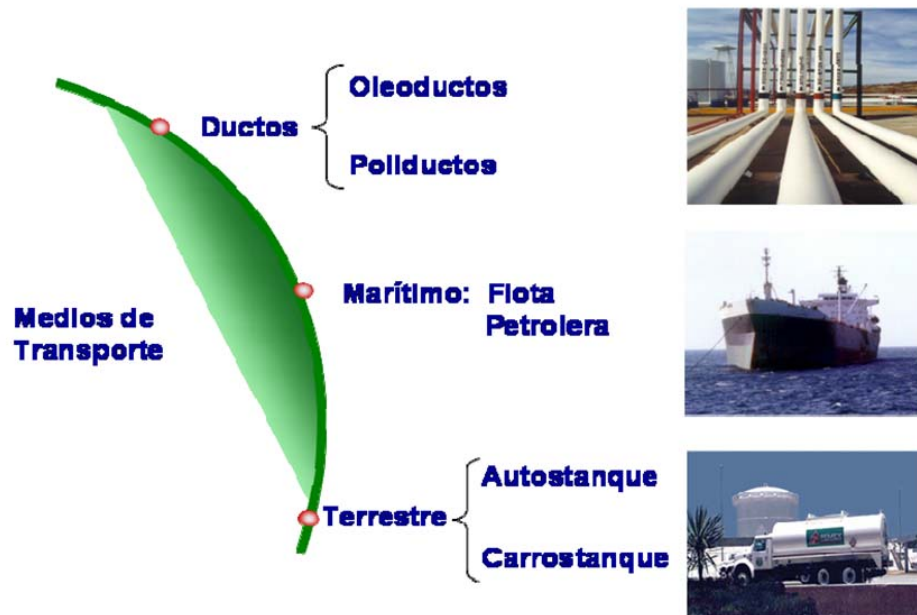 Oleoductos
Ductos
Poliductos
Marítimo: Flota
Petrolera
Medios de
Transporte
Autostanque
Terrestre
Carrostanque